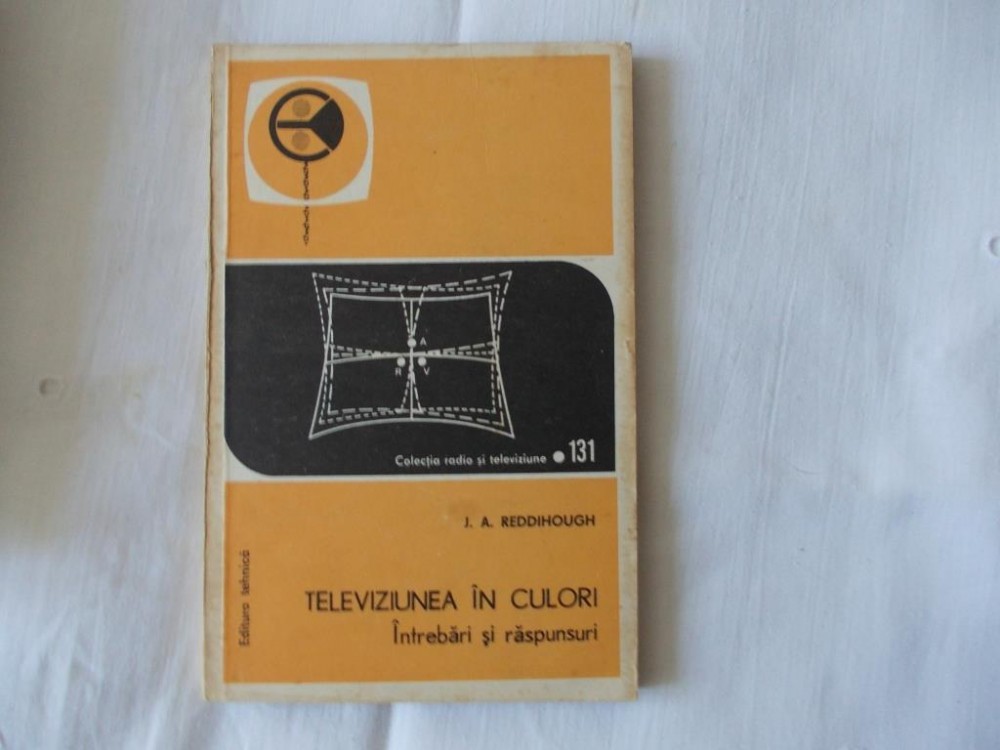 A
R V
Colecția radio și televiziune ● 131
J. A. REDDIHOUGH
Editura tehnică
TELEVIZIUNEA ÎN CULORI
Întrebări și răspunsuri